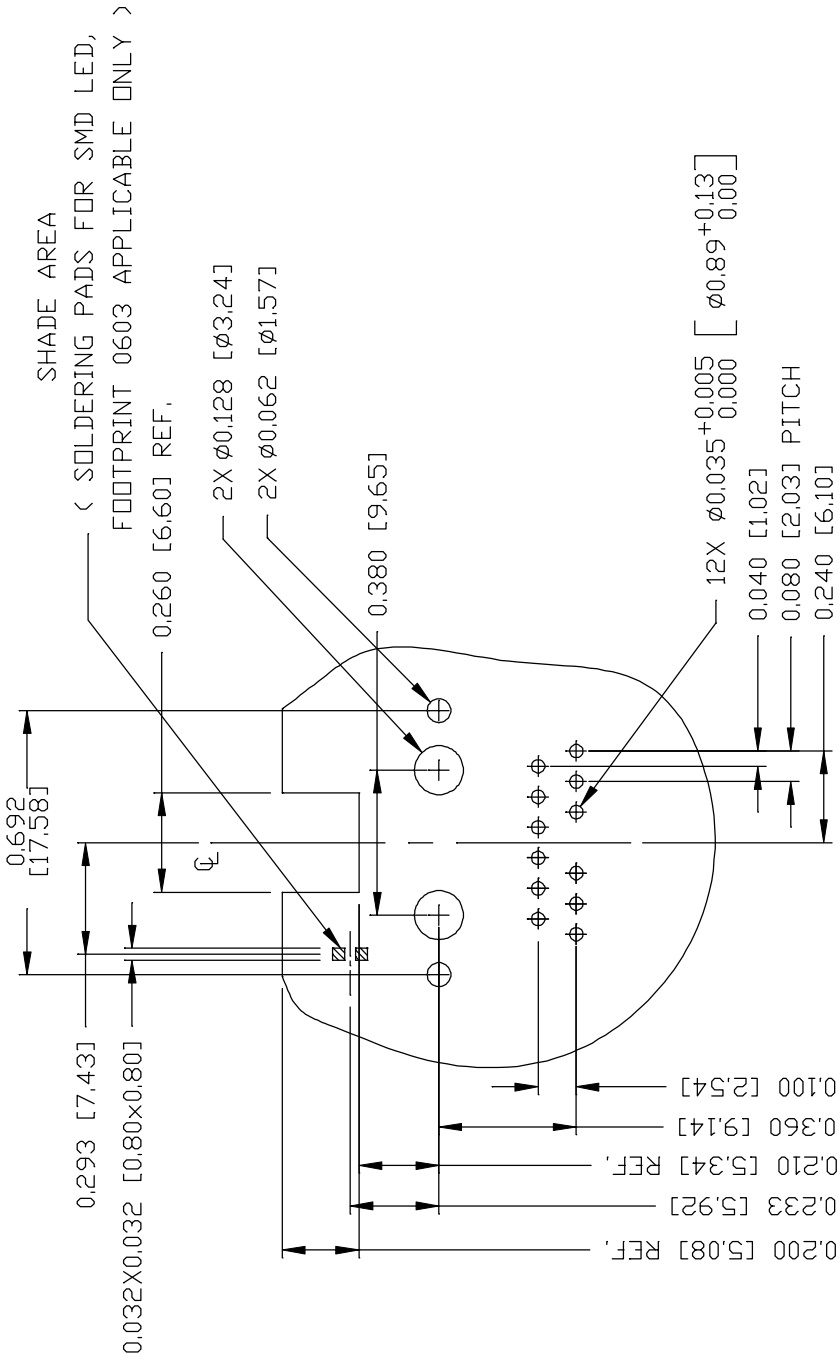 SHADE AREA
( SOLDERING PADS FOR SMD LED,
FOOTPRINT 0603 APPLICABLE ONLY )
0.260 [6.60] REF.
2X ø0.128 [ø3.24]
2X ø0.062 [ø1.57]
0.380 [9.65]
0.692
[17.58]
℄
0.293 [7.43]
0.032X0.032 [0.80x0.80]
12X ø0.035 +0.005 [ ø0.89 +0.13 ]
0.000 0.00
0.040 [1.02]
0.080 [2.03] PITCH
0.240 [6.10]
0.100 [2.54]
0.360 [9.14]
0.210 [5.34] REF.
0.233 [5.92]
0.200 [5.08] REF.